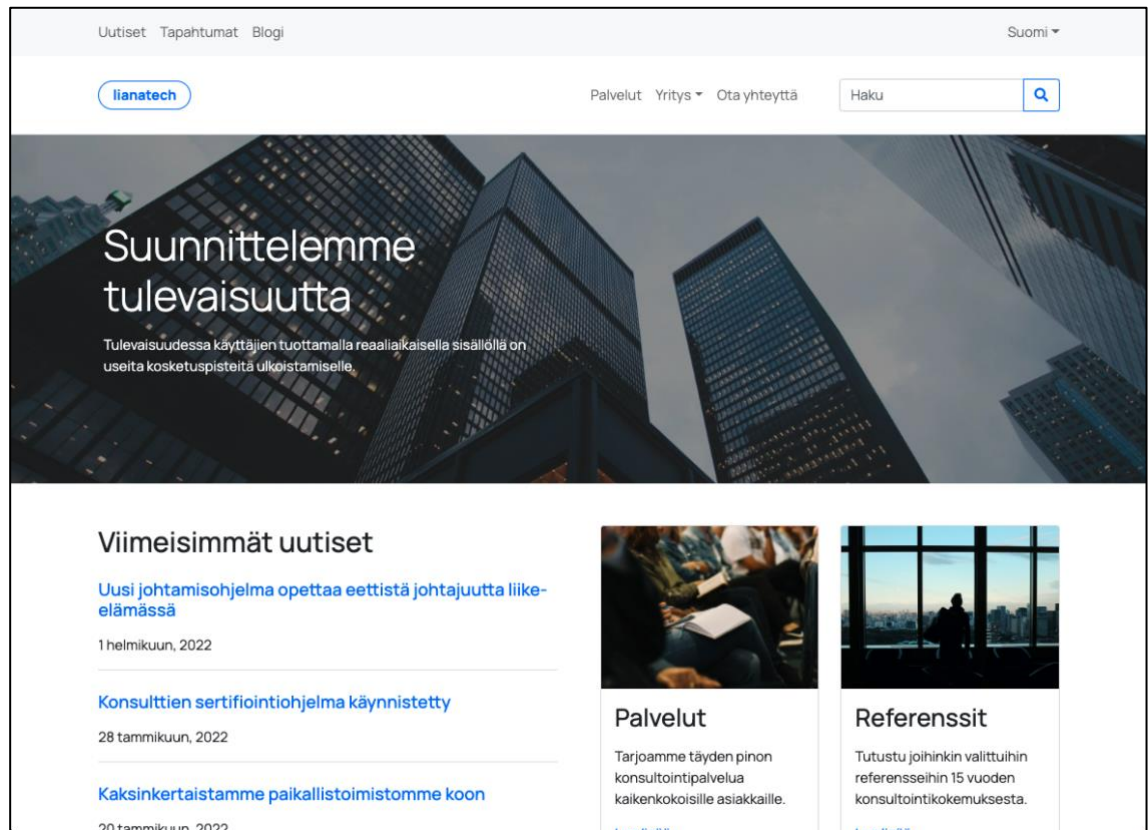 Uutiset Tapahtumat Blogi
Suomi
lianatech
Palvelut Yritys Ota yhteyttä
Haku
Suunnittelemme
tulevaisuutta
Tulevaisuudessa käyttäjien tuottamalla reaaliaikaisella sisällöllä on
useita kosketuspisteitä ulkoistamiselle.
Viimeisimmät uutiset
Uusi johtamisohjelma opettaa eettistä johtajuutta liike-
elämässä
1 helmikuun, 2022
Konsulttien sertifiointiohjelma käynnistetty
28 tammikuun, 2022
Kaksinkertaistamme paikallistoimistomme koon
20 tammikuun, 2022
Palvelut
Tarjoamme täyden pinon
konsultointipalvelua
kaikenkokoisille asiakkaille.
Referenssit
Tutustu joihinkin valittuihin
referensseihin 15 vuoden
konsultointikokemuksesta.